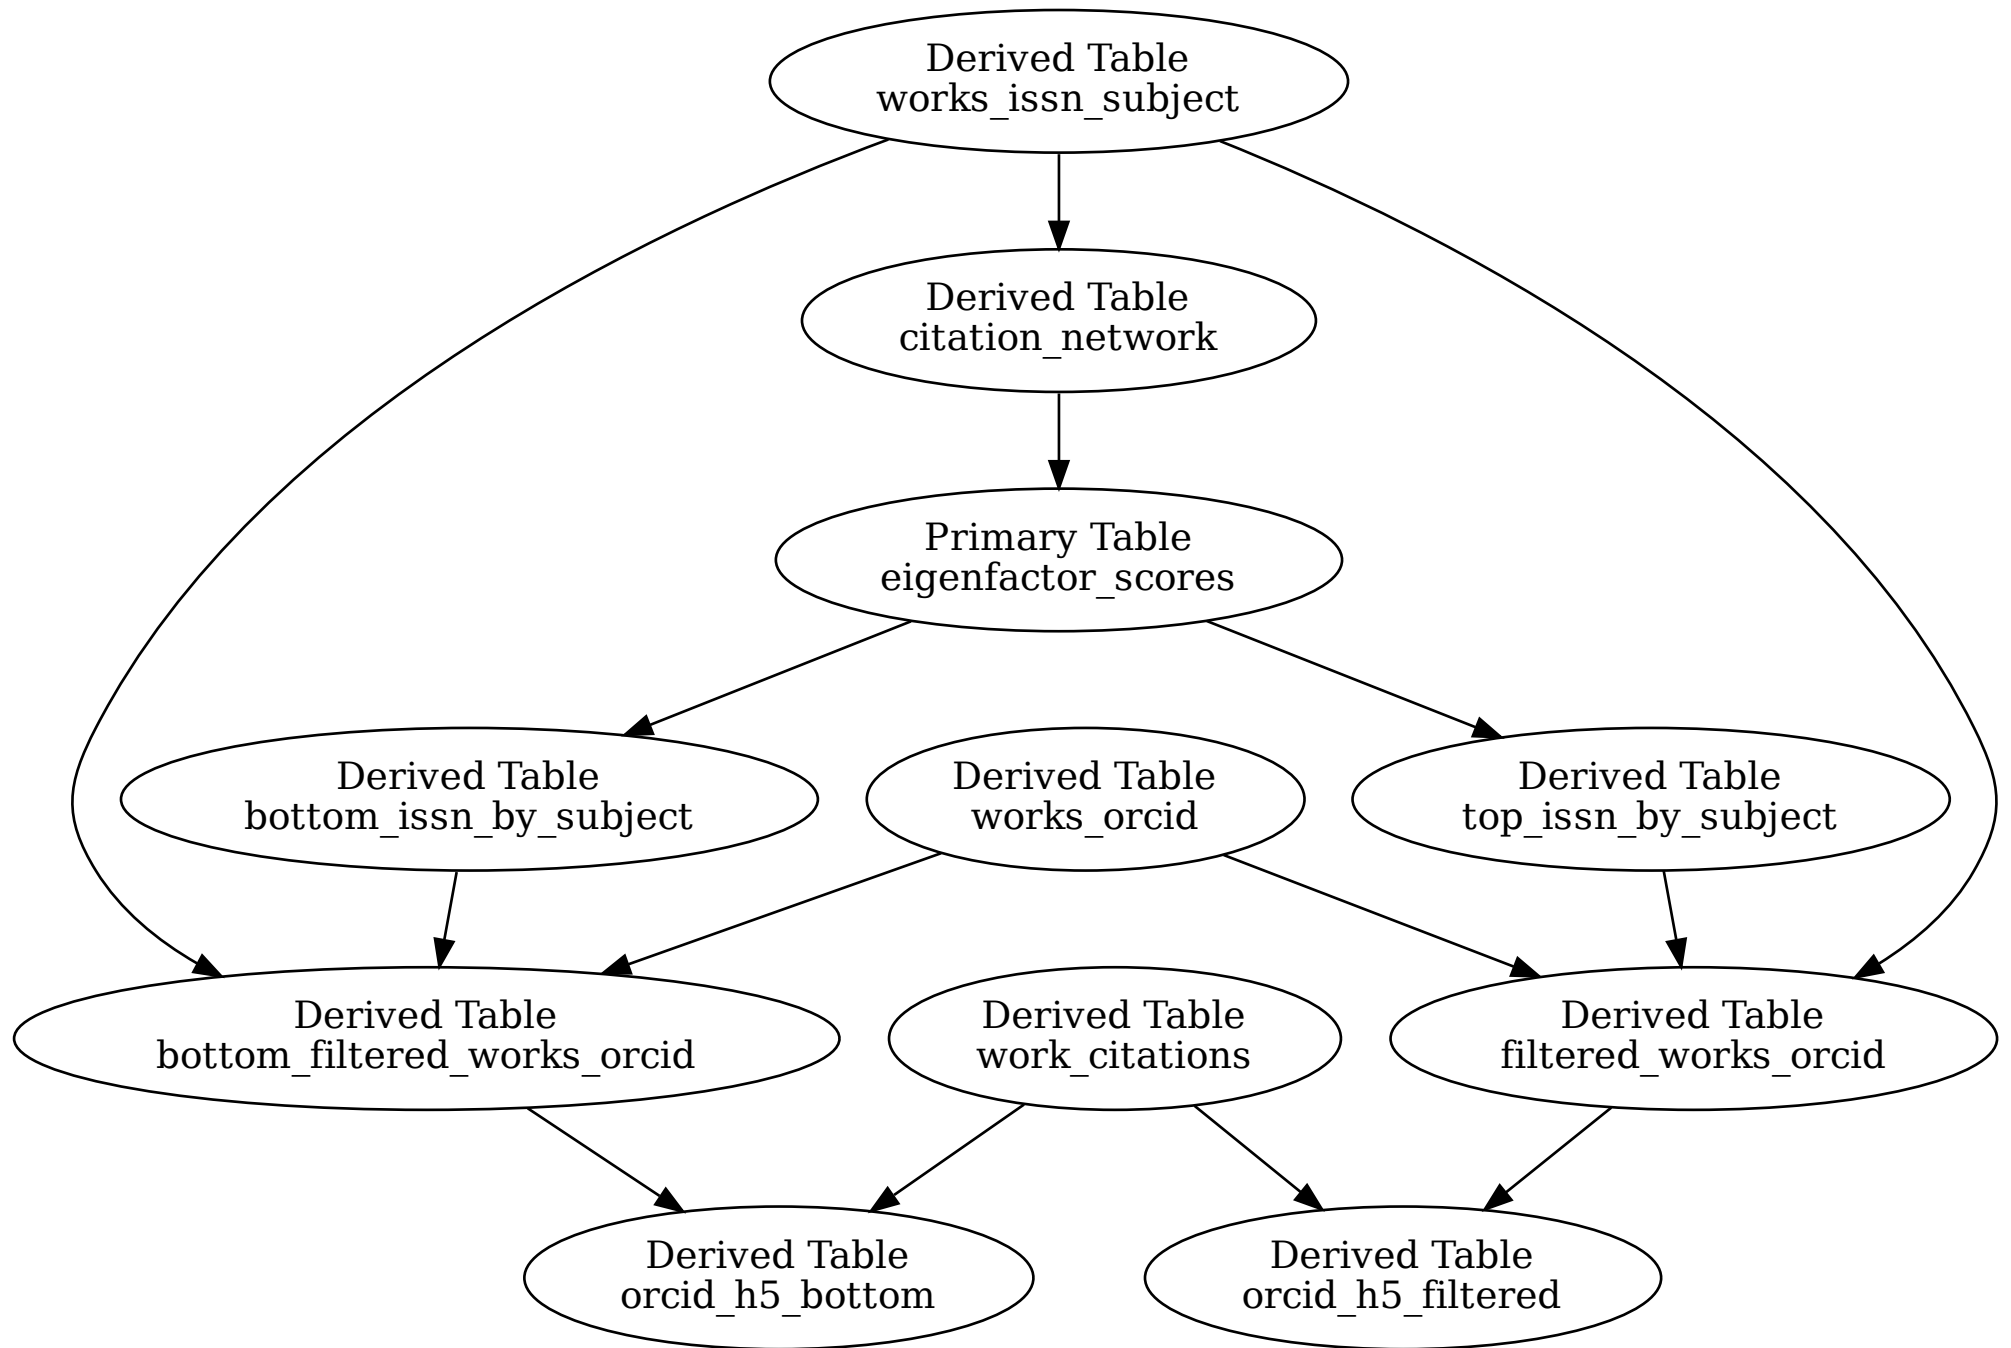 Derived Table
works_issn_subject
Derived Table
citation_network
Primary Table
eigenfactor_scores
Derived Table
bottom_issn_by_subject
Derived Table
works_orcid
Derived Table
top_issn_by_subject
Derived Table
bottom_filtered_works_orcid
Derived Table
work_citations
Derived Table
filtered_works_orcid
Derived Table
orcid_h5_bottom
Derived Table
orcid_h5_filtered